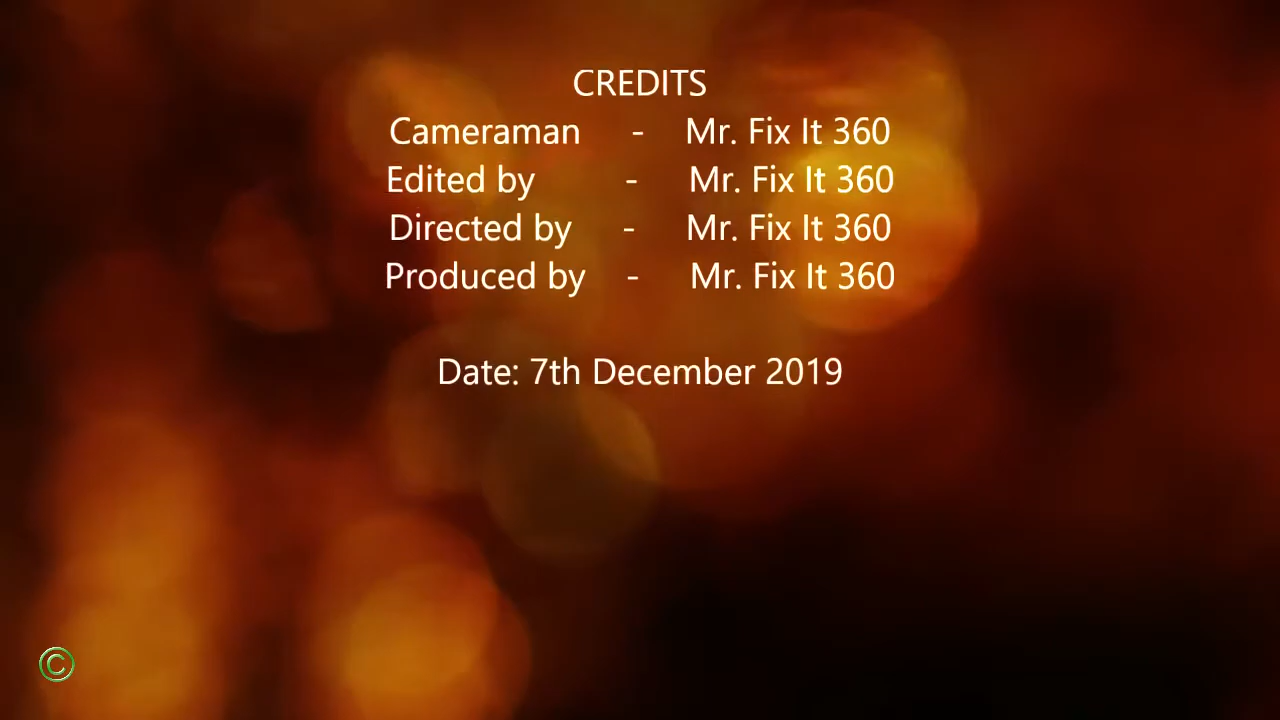 CREDITS
Cameraman - Mr. Fix It 360
Edited by - Mr. Fix It 360
Directed by - Mr. Fix It 360
Produced by - Mr. Fix It 360
Date: 7th December 2019
©